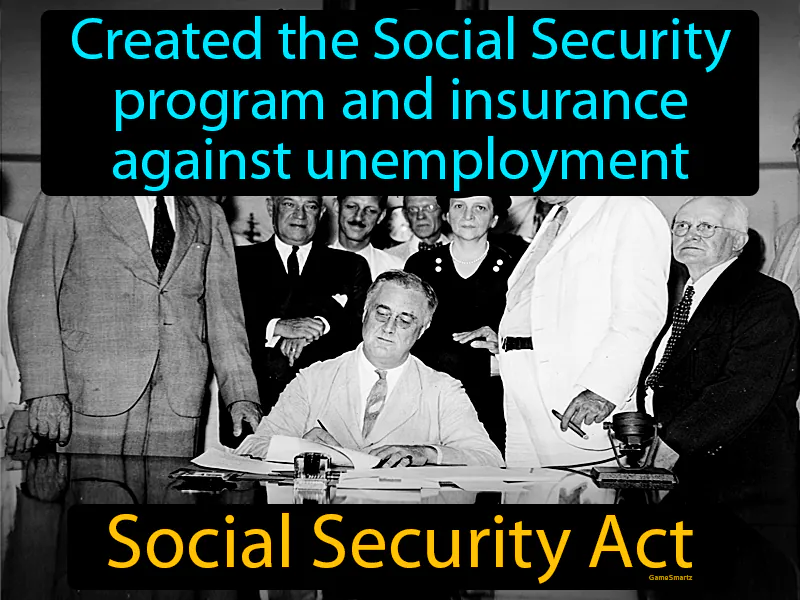 Created the Social Security
program and insurance
against unemployment
Social Security Act
GameSmartz